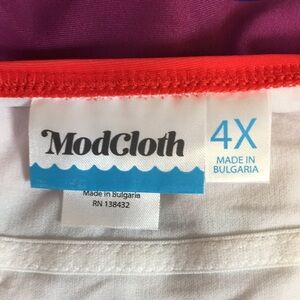 ModCloth
4X
MADE IN
BULGARIA
Made in Bulgaria
RN 138432